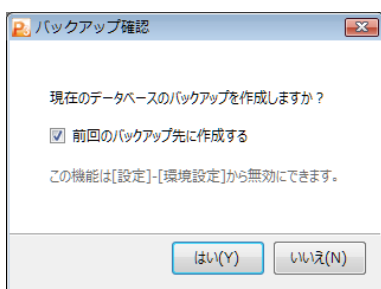 バックアップ確認
現在のデータベースのバックアップを作成しますか？
前回のバックアップ先に作成する
この機能は[設定]-[環境設定]から無効にできます。
はい(Y)
いいえ(N)